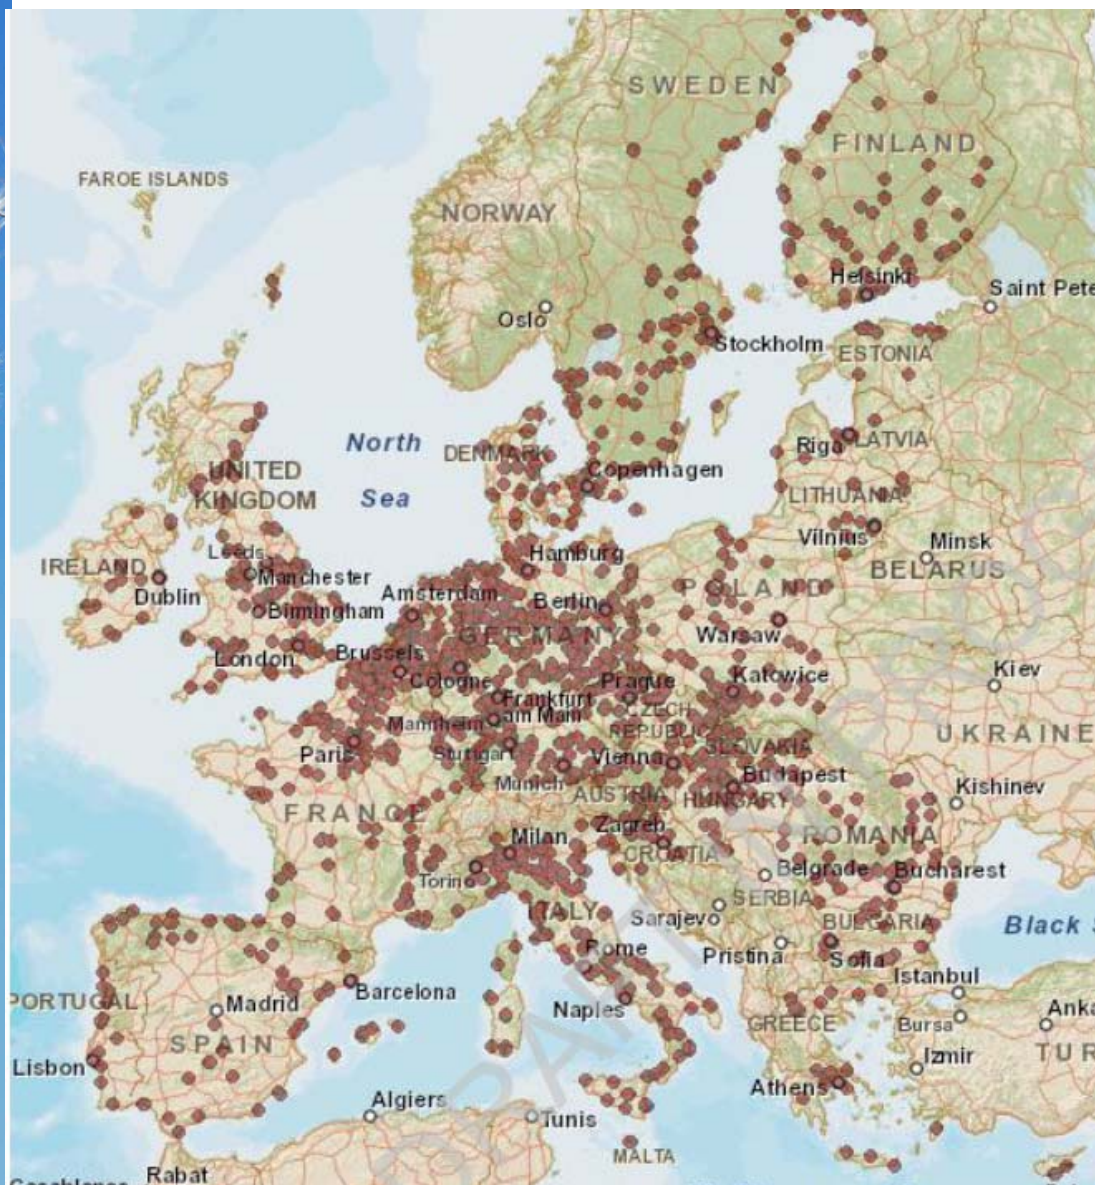 SWEDEN
FINLAND
FAROE ISLANDS
NORWAY
Helsinki
Saint Pete
Oslo
Stockholm
ESTONIA
North
Sea
DENMARK
Riga
LATVIA
UNITED
KINGDOM
Copenhagen
LITHUANIA
Vilnius
Minsk
BELARUS
Leeds
IRELAND
Manchester
Dublin
Birmingham
Hamburg
Amsterdam
Berlin
POLAND
GERMANY
Warsaw
London
Brussels
Cologne
Frankfurt
am Main
Prague
Katowice
Kiev
CZECH
REPUBLIC
Mannheim
UKRAINE
Paris
Stuttgart
SLOVAKIA
Vienna
Munich
Budapest
Kishinev
AUSTRIA
HUNGARY
FRANCE
Zagreb
ROMANIA
Milan
CROATIA
Torino
Belgrade
Bucharest
SERBIA
ITALY
Sarajevo
BULGARIA
Black S
Rome
Pristina
Sofia
Istanbul
Barcelona
PORTUGAL
Madrid
Naples
GREECE
Bursa
Anka
SPAIN
Izmir
TUR
Lisbon
Athens
Algiers
Tunis
MALTA
Rabat
Casablanca